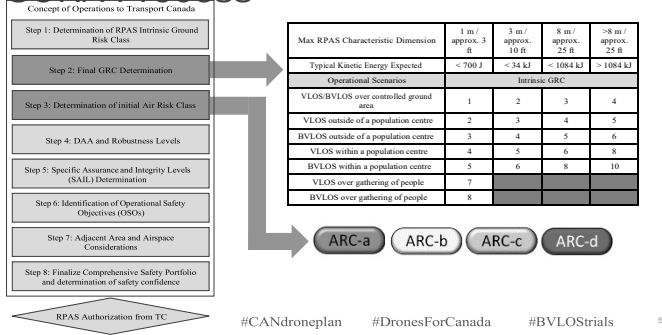 Concept of Operations to Transport Canada
Step 1: Determination of RPAS Intrinsic Ground
Risk Class
Step 2: Final GRC Determination
Step 3: Determination of initial Air Risk Class
Step 4: DAA and Robustness Levels
Step 5: Specific Assurance and Integrity Levels
(SAIL) Determination
Step 6: Identification of Operational Safety
Objectives (OSOs)
Step 7: Adjacent Area and Airspace
Considerations
Step 8: Finalize Comprehensive Safety Portfolio
and determination of safety confidence
RPAS Authorization from TC
Max RPAS Characteristic Dimension 1 m / approx. 3 ft 3 m / approx. 10 ft 8 m / approx. 25 ft >8 m / approx. 25 ft
Typical Kinetic Energy Expected < 700 J < 34 kJ < 1084 kJ > 1084 kJ
Operational Scenarios Intrinsic GRC
VLOS/BVLOS over controlled ground area 1 2 3 4
VLOS outside of a population centre 2 3 4 5
BVLOS outside of a population centre 3 4 5 6
VLOS within a population centre 4 5 6 8
BVLOS within a population centre 5 6 8 10
VLOS over gathering of people 7
BVLOS over gathering of people 8
ARC-a ARC-b ARC-c ARC-d
#CANdroneplan #DronesForCanada #BVLOStrials